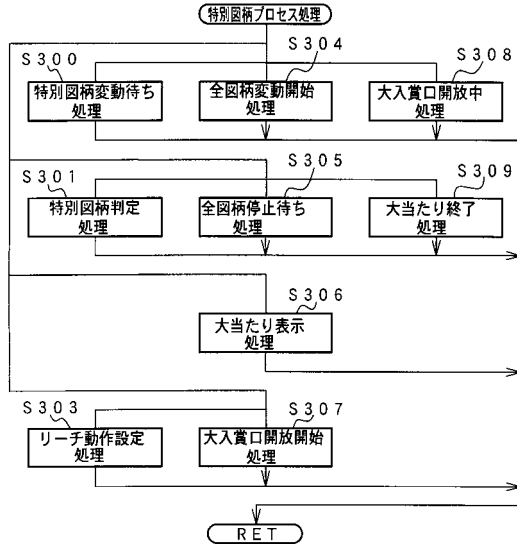 特別図柄プロセス処理
S300
特別図柄変動待ち
処理
S304
全図柄変動開始
処理
S308
大入賞口開放中
処理
S301
特別図柄判定
処理
S305
全図柄停止待ち
処理
S309
大当たり終了
処理
S306
大当たり表示
処理
S303
リーチ動作設定
処理
S307
大入賞口開放開始
処理
RET